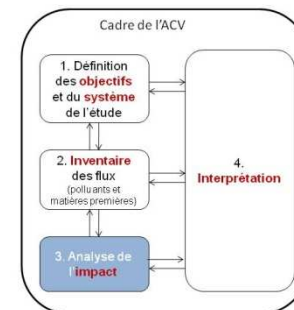 Cadre de l'ACV
1. Définition
des objectifs
et du système
de l'étude
2. Inventaire
des flux
(polluants et
matières premières)
3. Analyse de
l'impact
4.
Interprétation